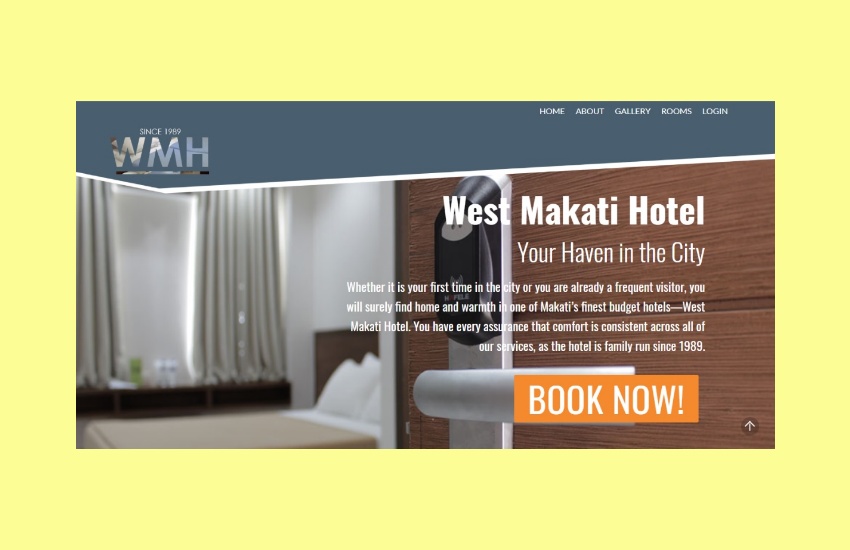 HOME ABOUT GALLERY ROOMS LOGIN
SINCE 1989
WMH
West Makati Hotel
Your Haven in the City
Whether it is your first time in the city or you are already a frequent visitor, you
will surely find home and warmth in one of Makati's finest budget hotels—West
Makati Hotel. You have every assurance that comfort is consistent across all of
our services, as the hotel is family run since 1989.
BOOK NOW!